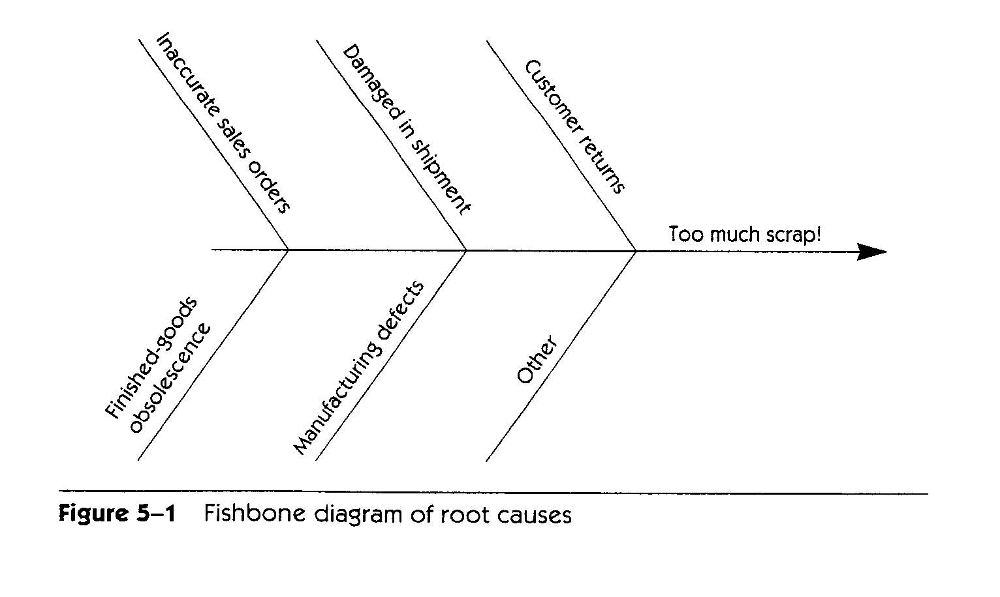 Inaccurate sales orders
Damaged in shipment
Customer returns
Too much scrap!
Finished-goods
obsolescence
Manufacturing defects
Other
Figure 5–1 Fishbone diagram of root causes